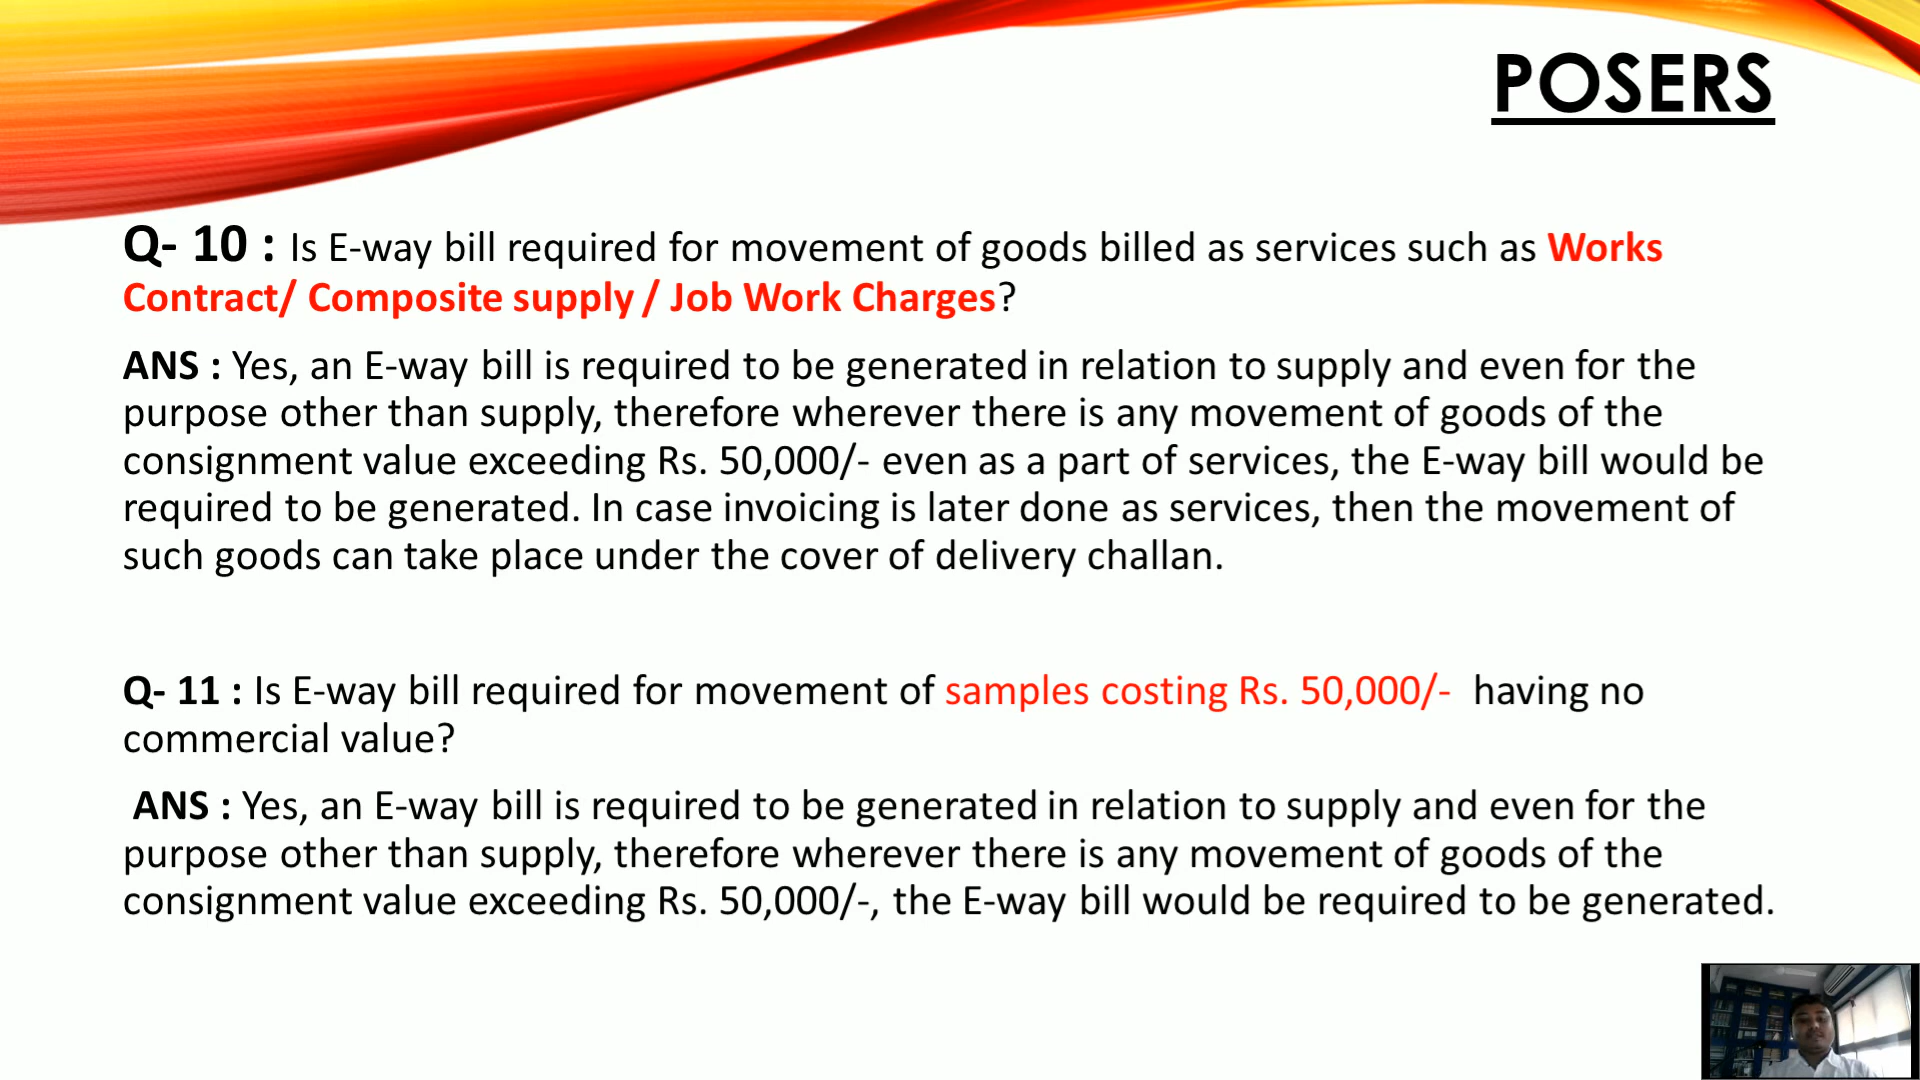 POSERS
Q- 10 : Is E-way bill required for movement of goods billed as services such as Works
Contract/ Composite supply / Job Work Charges?
ANS : Yes, an E-way bill is required to be generated in relation to supply and even for the
purpose other than supply, therefore wherever there is any movement of goods of the
consignment value exceeding Rs. 50,000/- even as a part of services, the E-way bill would be
required to be generated. In case invoicing is later done as services, then the movement of
such goods can take place under the cover of delivery challan.
Q- 11 : Is E-way bill required for movement of samples costing Rs. 50,000/- having no
commercial value?
ANS : Yes, an E-way bill is required to be generated in relation to supply and even for the
purpose other than supply, therefore wherever there is any movement of goods of the
consignment value exceeding Rs. 50,000/-, the E-way bill would be required to be generated.